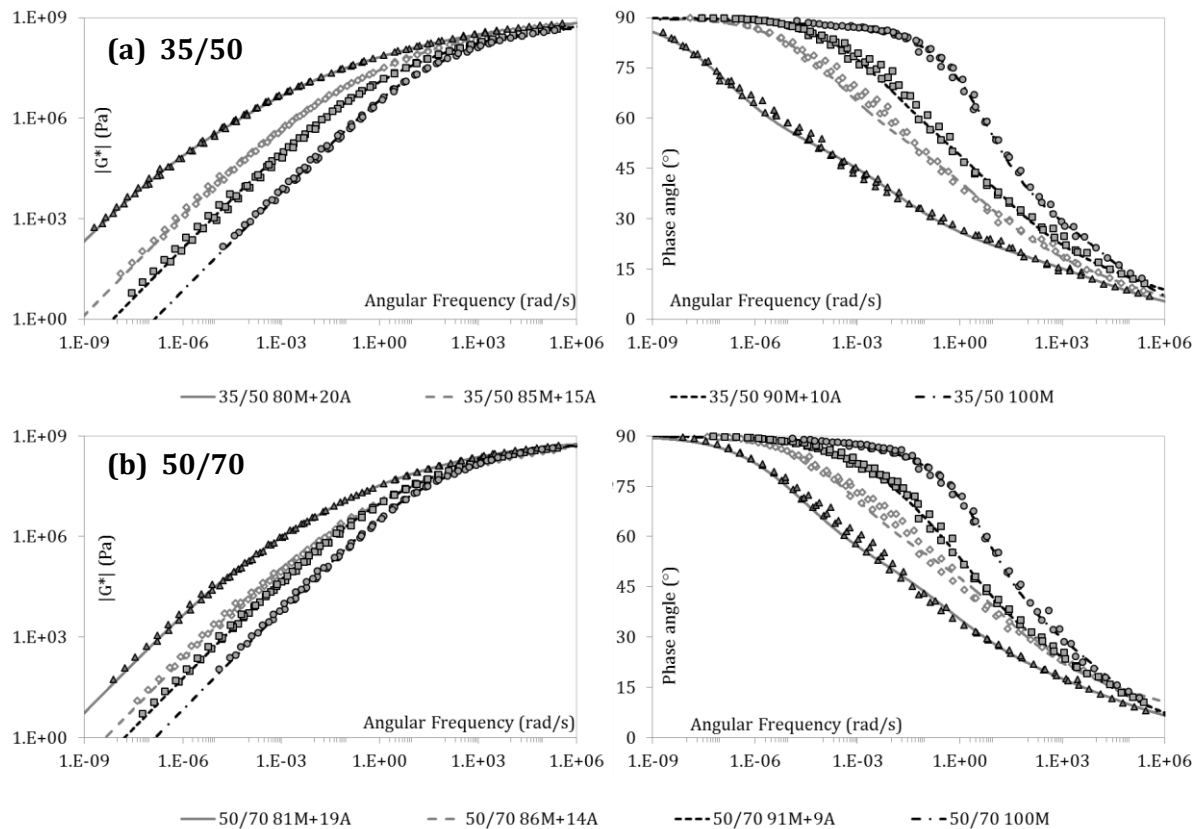 (a) 35/50
1.E+09
1.E+06
1.E+03
1.E+00
|G*| (Pa)
Angular Frequency (rad/s)
1.E-09 1.E-06 1.E-03 1.E+00 1.E+03 1.E+06
90
75
60
45
30
15
0
Phase angle (°)
Angular Frequency (rad/s)
1.E-09 1.E-06 1.E-03 1.E+00 1.E+03 1.E+06
35/50 80M+20A 35/50 85M+15A 35/50 90M+10A 35/50 100M
(b) 50/70
1.E+09
1.E+06
1.E+03
1.E+00
|G*| (Pa)
Angular Frequency (rad/s)
1.E-09 1.E-06 1.E-03 1.E+00 1.E+03 1.E+06
90
75
60
45
30
15
0
Phase angle (°)
Angular Frequency (rad/s)
1.E-09 1.E-06 1.E-03 1.E+00 1.E+03 1.E+06
50/70 81M+19A 50/70 86M+14A 50/70 91M+9A 50/70 100M